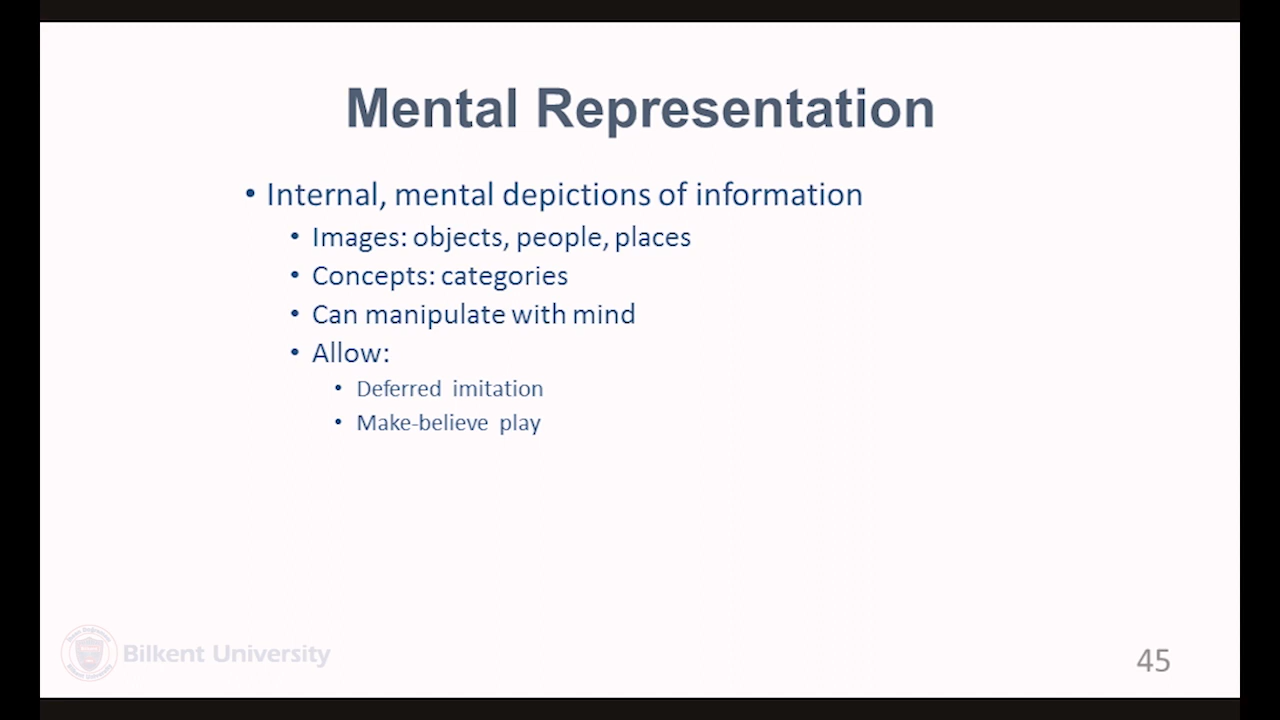 Mental Representation
• Internal, mental depictions of information
• Images: objects, people, places
• Concepts: categories
• Can manipulate with mind
• Allow:
• Deferred imitation
• Make-believe play
Bilkent University
45